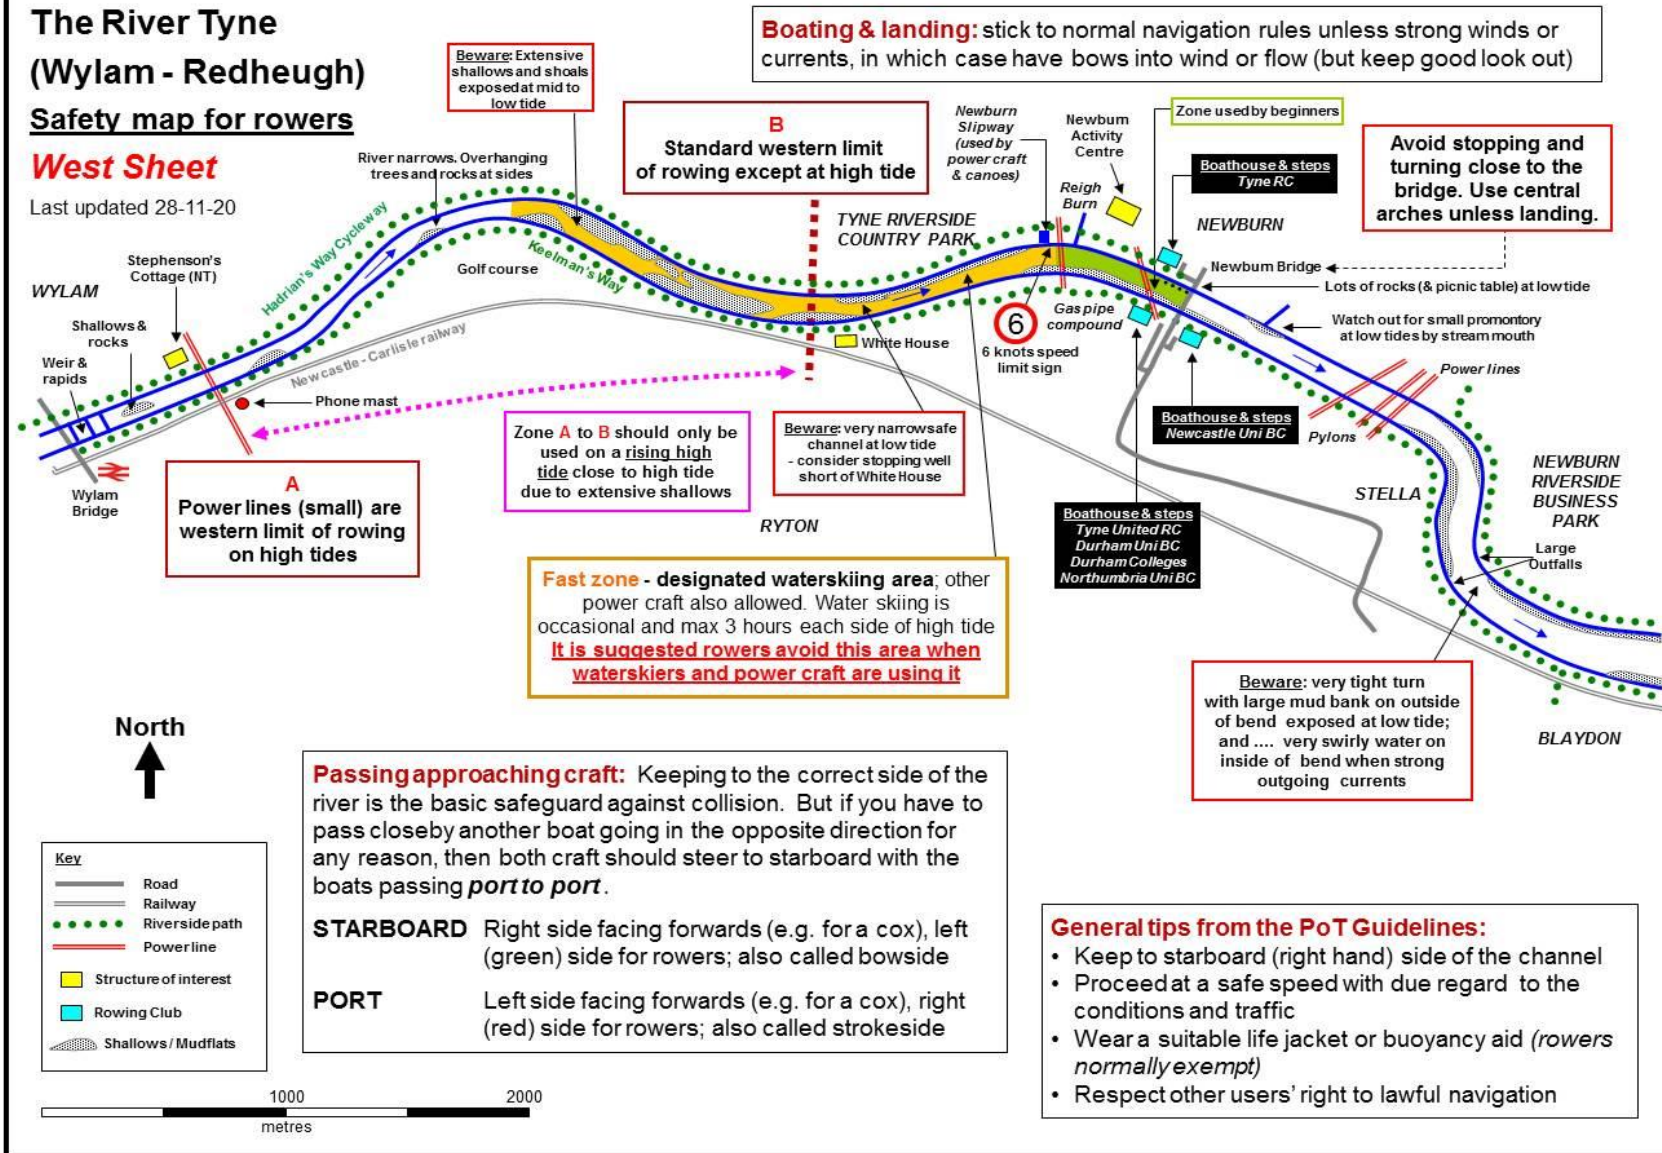 The River Tyne
(Wylam - Redheugh)
Safety map for rowers
West Sheet
Last updated 28-11-20
Boating & landing: stick to normal navigation rules unless strong winds or
currents, in which case have bows into wind or flow (but keep good look out)
Beware: Extensive
shallows and shoals
exposed at mid to
low tide
B
Standard western limit
of rowing except at high tide
Newburn
Slipway
(used by
power craft
& canoes)
Newburn
Activity
Centre
Zone used by beginners
Boathouse & steps
Tyne RC
Avoid stopping and
turning close to the
bridge. Use central
arches unless landing.
River narrows. Overhanging
trees and rocks at sides
Reigh
Burn
TYNE RIVERSIDE
COUNTRY PARK
NEWBURN
Hadrian's Way Cycleway
Keelman's Way
Golf course
Stephenson's
Cottage (NT)
WYLAM
Newburn Bridge
Lots of rocks (& picnic table) at low tide
Shallows &
rocks
Weir &
rapids
6
6 knots speed
limit sign
Gas pipe
compound
Watch out for small promontory
at low tides by stream mouth
White House
Newcastle - Carlisle railway
Power lines
Phone mast
Zone A to B should only be
used on a rising high
tide close to high tide
due to extensive shallows
Beware: very narrow safe
channel at low tide
- consider stopping well
short of White House
Boathouse & steps
Newcastle Uni BC
Pylons
A
Power lines (small) are
western limit of rowing
on high tides
Wylam
Bridge
RYTON
STELLA
NEWBURN
RIVERSIDE
BUSINESS
PARK
Boathouse & steps
Tyne United RC
Durham Uni BC
Durham Colleges
Northumbria Uni BC
Large
Outfalls
Fast zone - designated waterskiing area; other
power craft also allowed. Water skiing is
occasional and max 3 hours each side of high tide
It is suggested rowers avoid this area when
waterskiers and power craft are using it
Beware: very tight turn
with large mud bank on outside
of bend exposed at low tide;
and .... very swirly water on
inside of bend when strong
outgoing currents
BLAYDON
North
Passing approaching craft: Keeping to the correct side of the
river is the basic safeguard against collision. But if you have to
pass closeby another boat going in the opposite direction for
any reason, then both craft should steer to starboard with the
boats passing port to port.
STARBOARD Right side facing forwards (e.g. for a cox), left
(green) side for rowers; also called bowside
PORT Left side facing forwards (e.g. for a cox), right
(red) side for rowers; also called strokeside
Key
Road
Railway
Riverside path
Power line
Structure of interest
Rowing Club
Shallows / Mudflats
General tips from the PoT Guidelines:
• Keep to starboard (right hand) side of the channel
• Proceed at a safe speed with due regard to the
conditions and traffic
• Wear a suitable life jacket or buoyancy aid (rowers
normally exempt)
• Respect other users' right to lawful navigation
1000 2000
metres